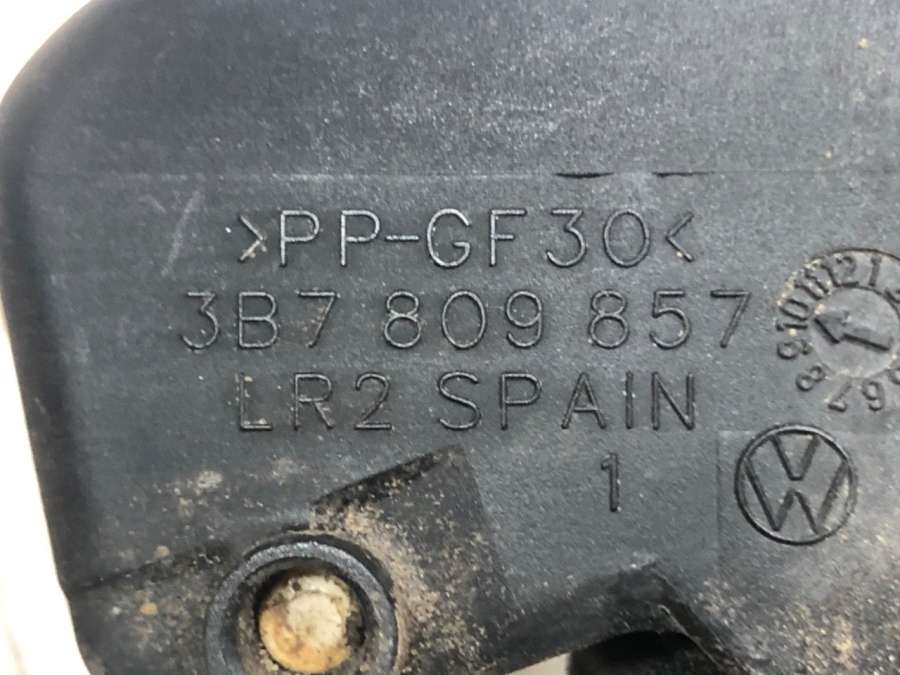 >PP-GF30<
3B7 809 857
LR2 SPAIN
1